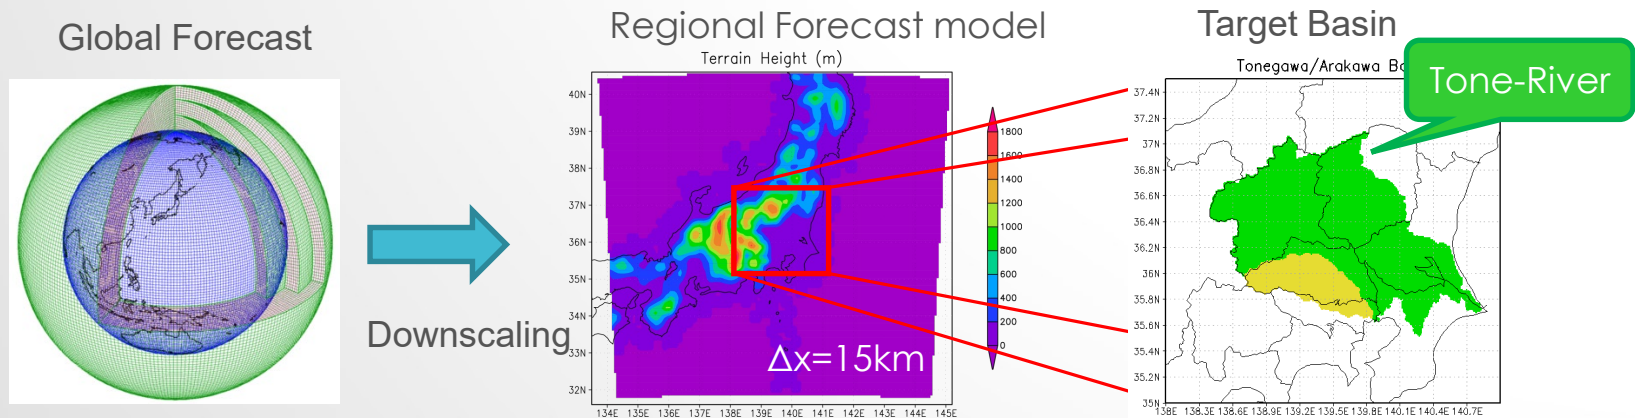 Global Forecast
Regional Forecast model
Target Basin
Terrain Height (m)
Tonegawa/Arakawa
Tone-River
Downscaling
Δx=15km
40N
39N
38N
37N
36N
35N
34N
33N
32N
134E 135E 136E 137E 138E 139E 140E 141E 142E 143E 144E 145E
1800
1600
1400
1200
1000
800
600
400
200
0
37.4N
37.2N
37N
36.8N
36.6N
36.4N
36.2N
36N
35.8N
35.6N
35.4N
35.2N
35N
138E 138.3E 138.6E 138.9E 139.2E 139.5E 139.8E 140.1E 140.4E 140.7E